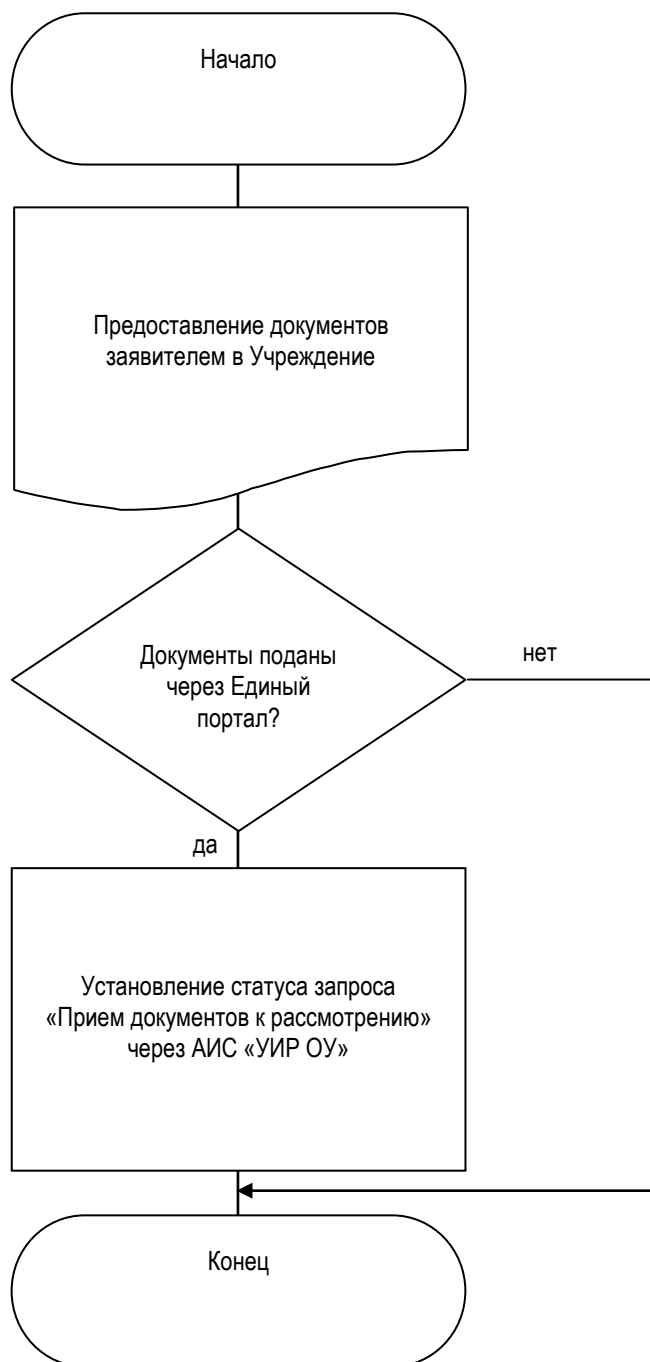 Начало
Предоставление документов
заявителем в Учреждение
Документы поданы
через Единый
портал?
нет
да
Установление статуса запроса
«Прием документов к рассмотрению»
через АИС «УИР ОУ»
Конец